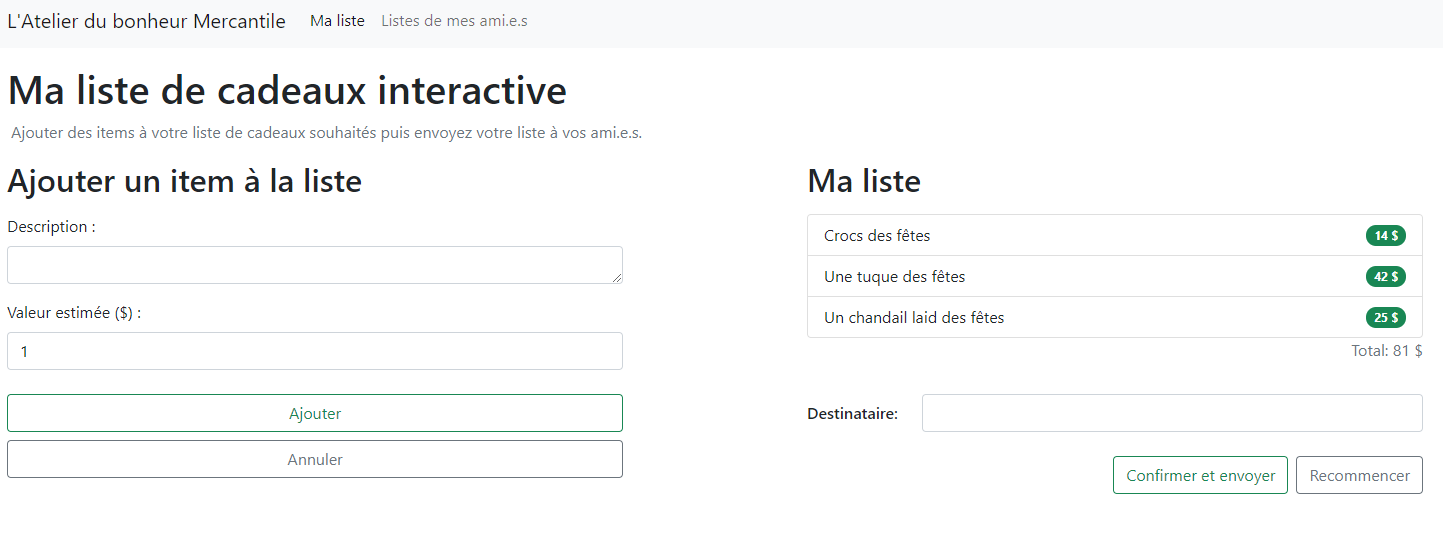 L'Atelier du bonheur Mercantile Ma liste Listes de mes ami.e.s
Ma liste de cadeaux interactive
Ajouter des items à votre liste de cadeaux souhaités puis envoyez votre liste à vos ami.e.s.
Ajouter un item à la liste
Description :
Valeur estimée ($) :
1
Ajouter
Annuler
Ma liste
Crocs des fêtes 14 $
Une tuque des fêtes 42 $
Un chandail laid des fêtes 25 $
Total: 81 $
Destinataire:
Confirmer et envoyer Recommencer